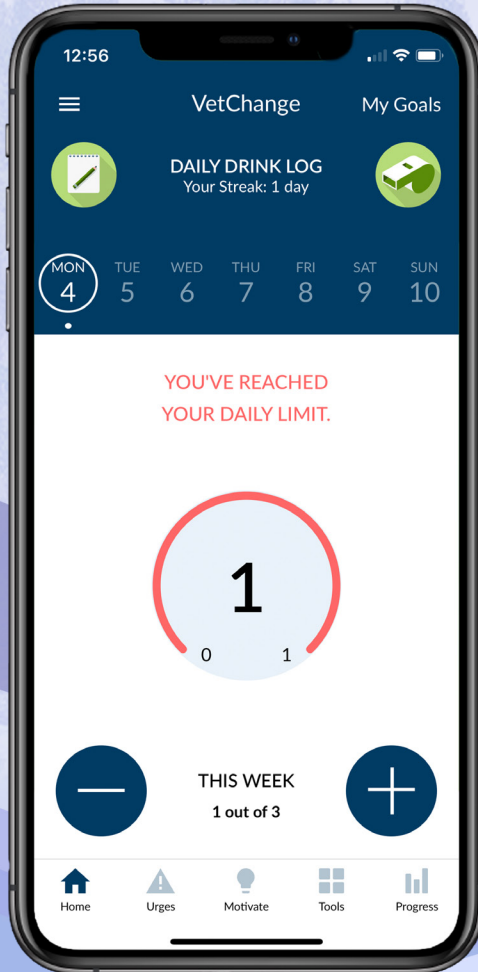 12:56
VetChange
My Goals
DAILY DRINK LOG
Your Streak: 1 day
MON TUE WED THU FRI SAT SUN
4 5 6 7 8 9 10
YOU'VE REACHED
YOUR DAILY LIMIT.
1
0 1
THIS WEEK
1 out of 3
Home Urges Motivate Tools Progress